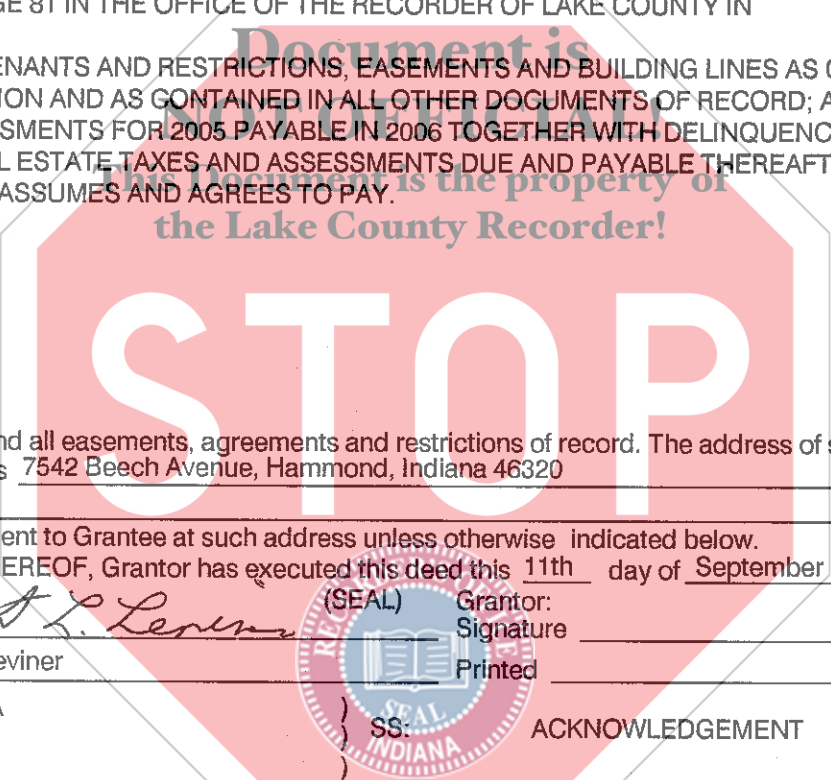 GE 81 IN THE OFFICE OF THE RECORDER OF LAKE COUNTY IN
Document is
ENANTS AND RESTRICTIONS, EASEMENTS AND BUILDING LINES AS
ION AND AS CONTAINED IN ALL OTHER DOCUMENTS OF RECORD; A
NOT OFFICIAL!
SMENTS FOR 2005 PAYABLE IN 2006 TOGETHER WITH DELINQUENC
L ESTATE TAXES AND ASSESSMENTS DUE AND PAYABLE THEREAFT
This Document is the property of
ASSUMES AND AGREES TO PAY.
the Lake County Recorder!
STOP
nd all easements, agreements and restrictions of record. The address of s
s 7542 Beech Avenue, Hammond, Indiana 46320
ent to Grantee at such address unless otherwise indicated below.
EREOF, Grantor has executed this deed this 11th day of September
(SEAL) Grantor:
Signature
eviner Printed
SS: ACKNOWLEDGEMENT
SEAL
INDIANA